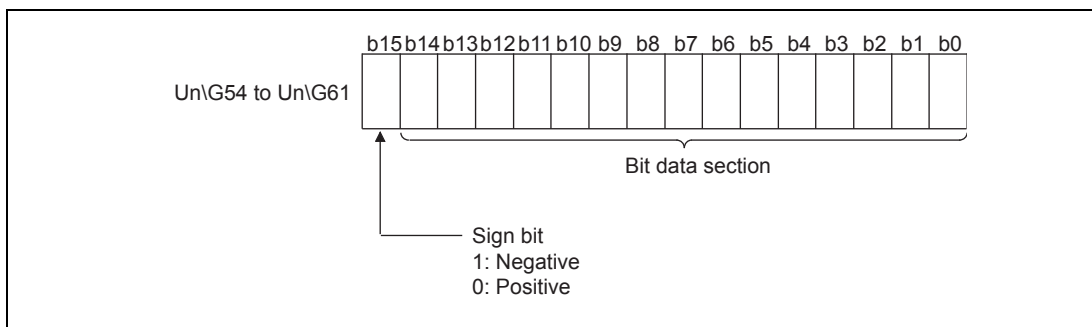 b15 b14 b13 b12 b11 b10 b9 b8 b7 b6 b5 b4 b3 b2 b1 b0
Un\G54 to Un\G61
Bit data section
Sign bit
1: Negative
0: Positive